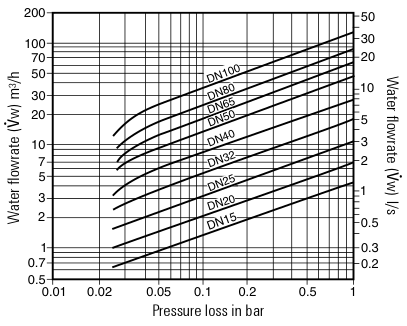 200
100
70
50
30
20
10
7
5
3
2
1
0.7
0.5
Water flowrate (V̇w) m³/h
50
30
20
10
5
3
2
1
0.5
0.3
0.2
Water flowrate (V̇w) l/s
DN100
DN80
DN65
DN50
DN40
DN32
DN25
DN20
DN15
0.01
0.02
0.05
0.1
0.2
0.5
1
Pressure loss in bar